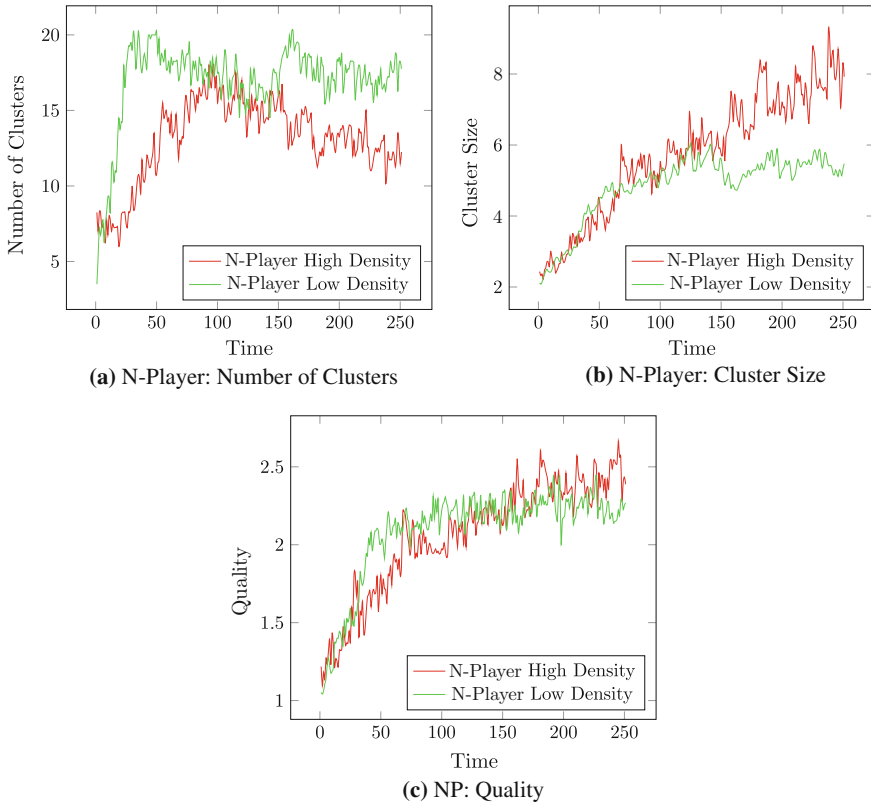 20
15
10
5
Number of Clusters
N-Player High Density
N-Player Low Density
0 50 100 150 200 250
Time
(a) N-Player: Number of Clusters
8
6
4
2
Cluster Size
N-Player High Density
N-Player Low Density
0 50 100 150 200 250
Time
(b) N-Player: Cluster Size
2.5
2
1.5
1
Quality
N-Player High Density
N-Player Low Density
0 50 100 150 200 250
Time
(c) NP: Quality